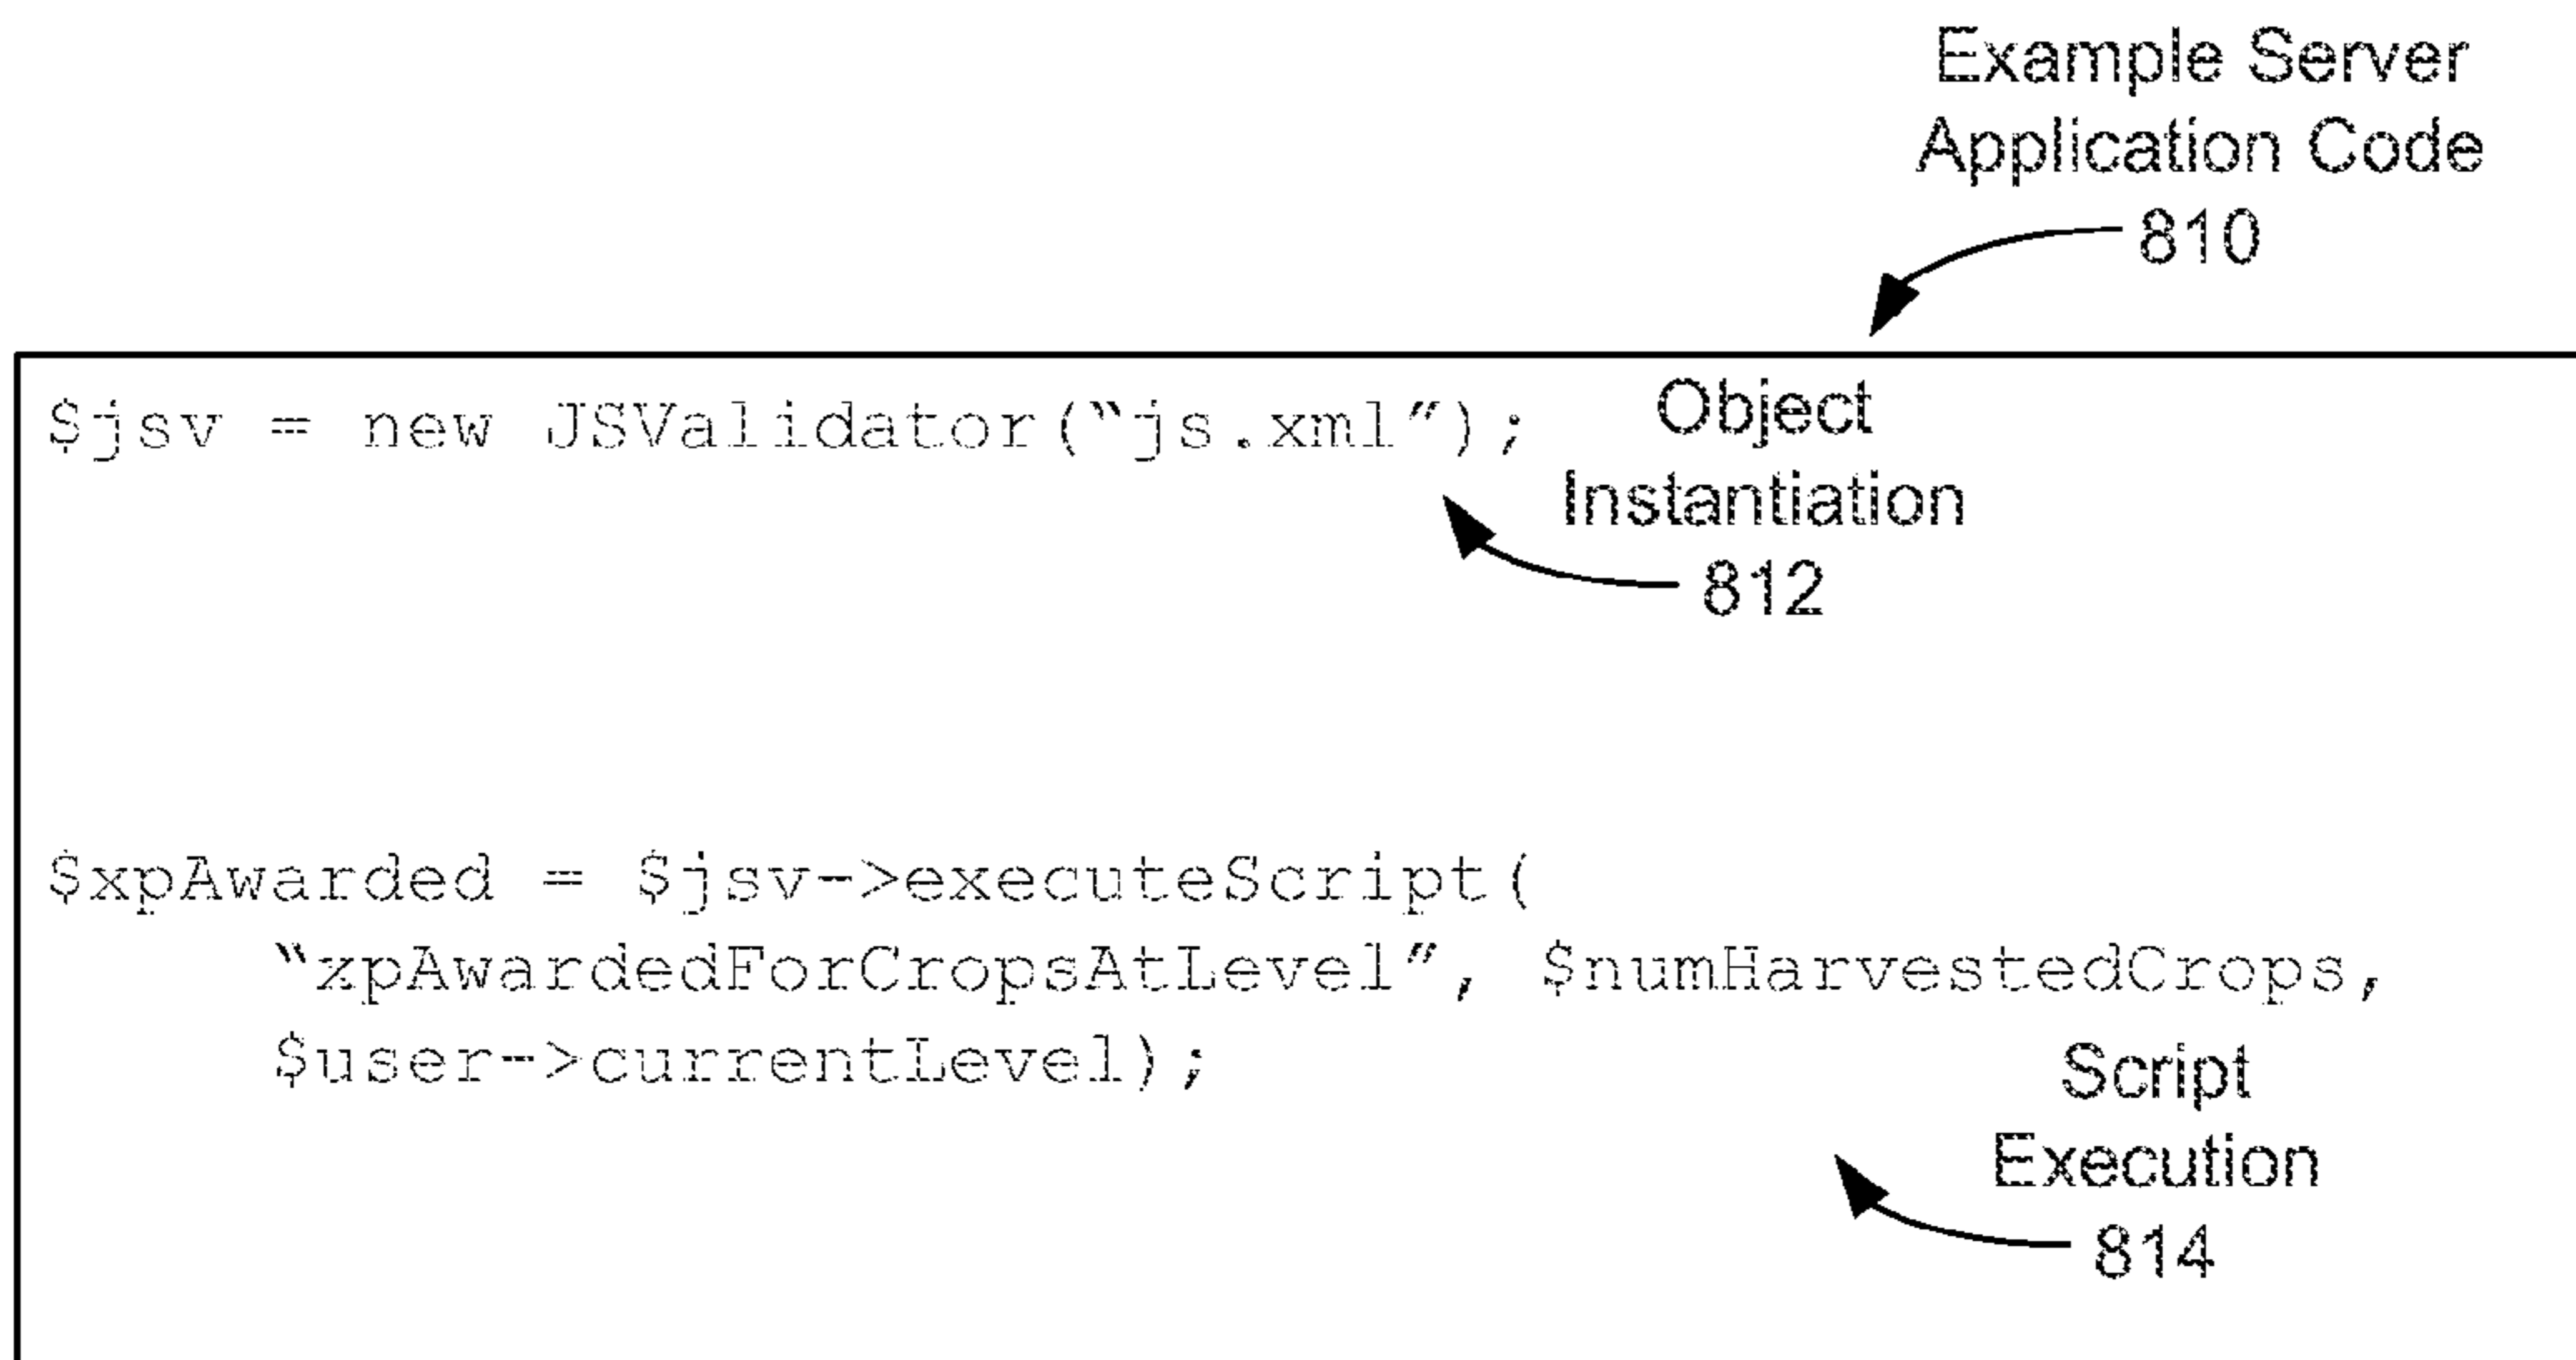 Example Server
Application Code
810
$jsv = new JSValidator(“js.xml”);
Object
Instantiation
812
$xpAwarded = $jsv->executeScript(
“xpAwardedForCropsAtLevel”, $numHarvestedCrops,
$user->currentLevel);
Script
Execution
814